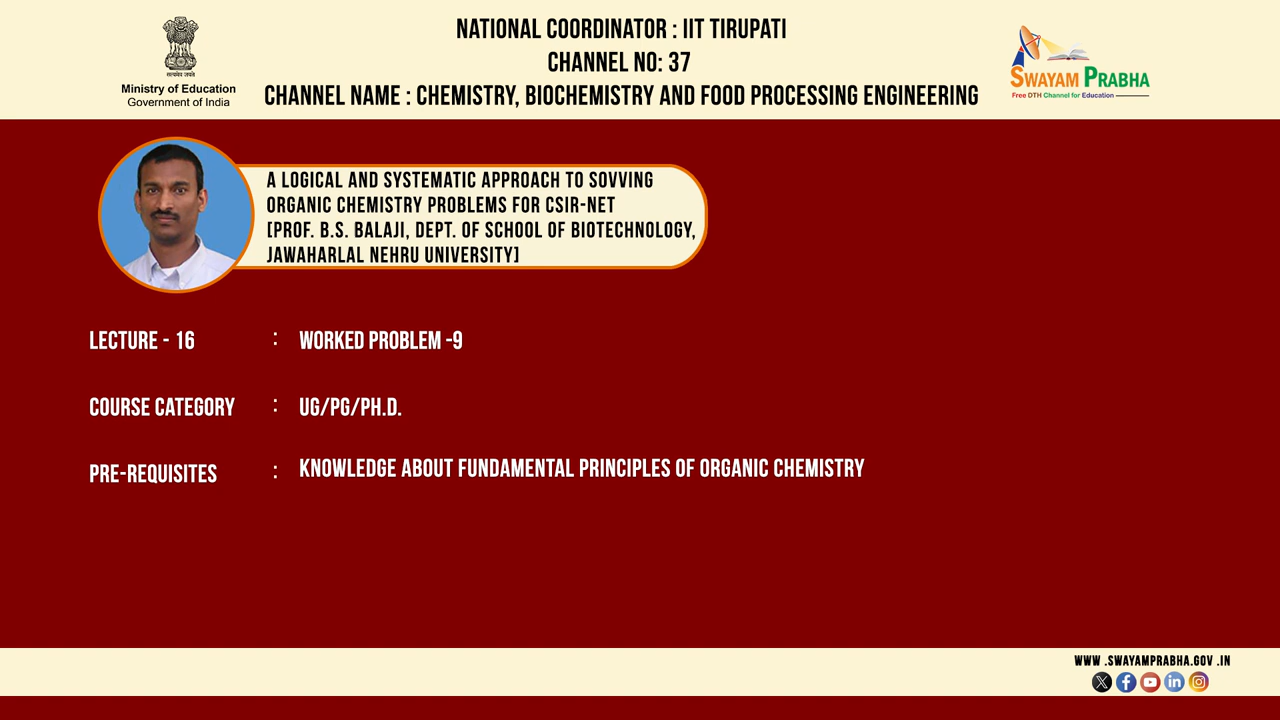 NATIONAL COORDINATOR : IIT TIRUPATI
CHANNEL NO: 37
CHANNEL NAME : CHEMISTRY, BIOCHEMISTRY AND FOOD PROCESSING ENGINEERING
सत्यमेव जयते
Ministry of Education
Government of India
SWAYAM PRABHA
Free DTH Channel for Education
A LOGICAL AND SYSTEMATIC APPROACH TO SOVVING
ORGANIC CHEMISTRY PROBLEMS FOR CSIR-NET
[PROF. B.S. BALAJI, DEPT. OF SCHOOL OF BIOTECHNOLOGY,
JAWAHARLAL NEHRU UNIVERSITY]
LECTURE - 16 : WORKED PROBLEM -9
COURSE CATEGORY : UG/PG/PH.D.
PRE-REQUISITES : KNOWLEDGE ABOUT FUNDAMENTAL PRINCIPLES OF ORGANIC CHEMISTRY
WWW .SWAYAMPRABHA.GOV .IN